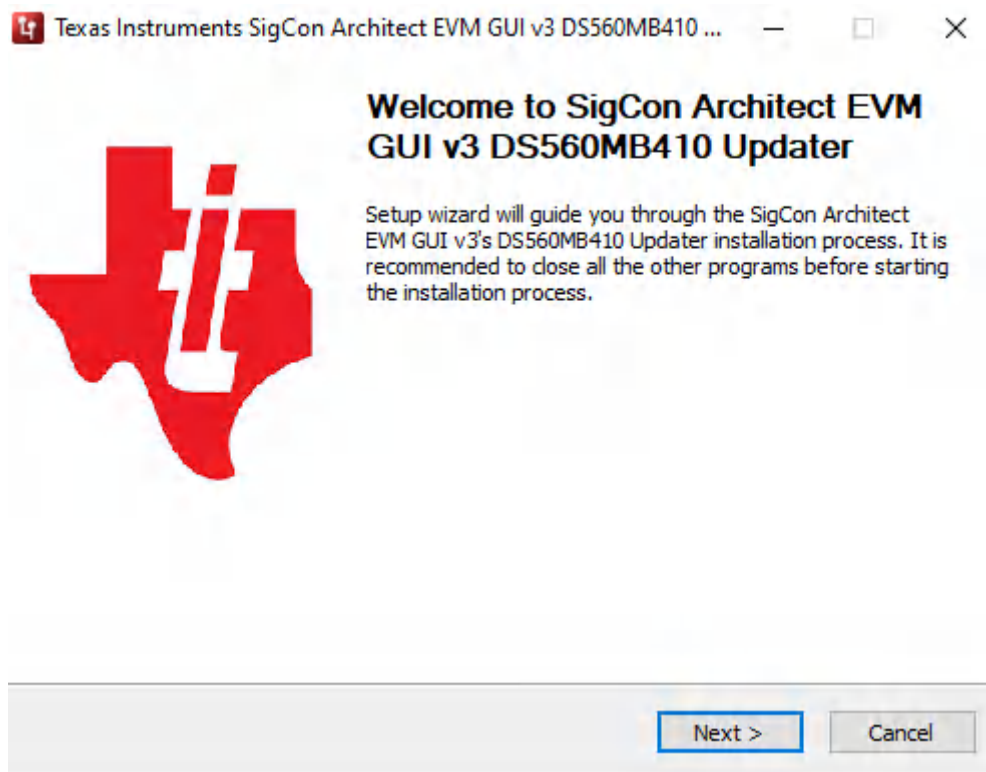 Texas Instruments SigCon Architect EVM GUI v3 DS560MB410 ...
Welcome to SigCon Architect EVM
GUI v3 DS560MB410 Updater
Setup wizard will guide you through the SigCon Architect
EVM GUI v3's DS560MB410 Updater installation process. It is
recommended to close all the other programs before starting
the installation process.
Next >
Cancel